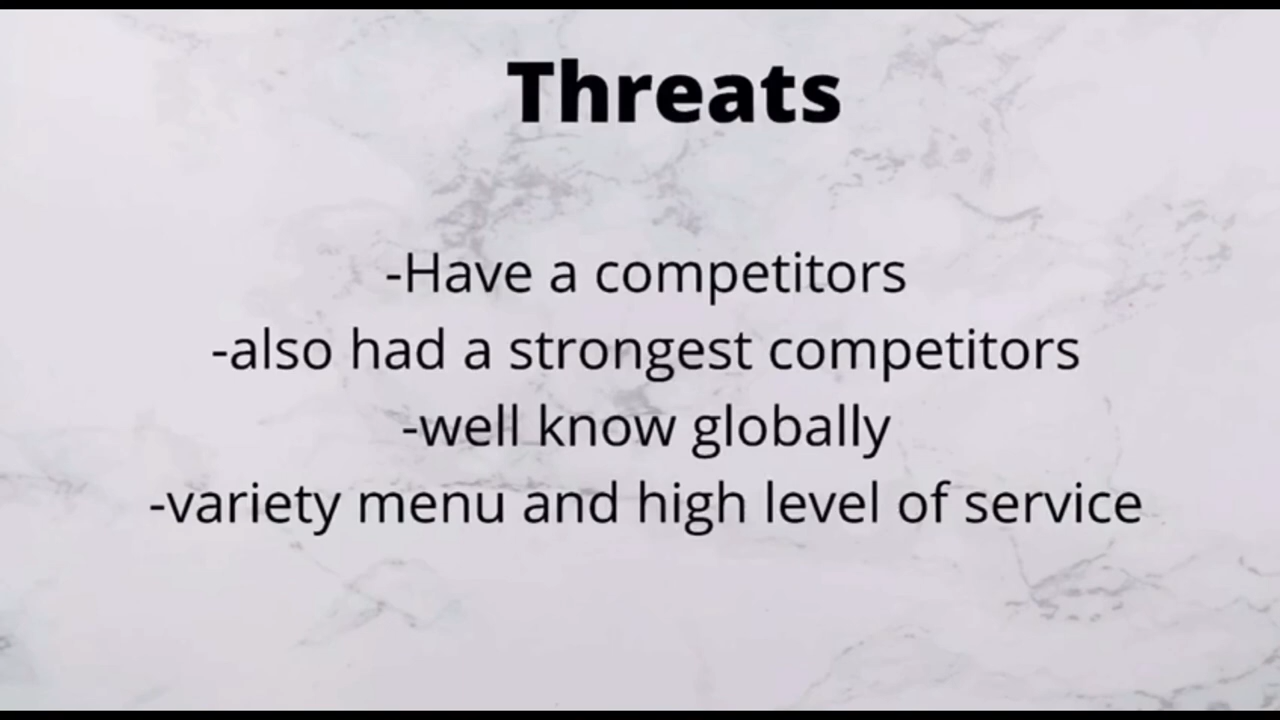 Threats
-Have a competitors
-also had a strongest competitors
-well know globally
-variety menu and high level of service